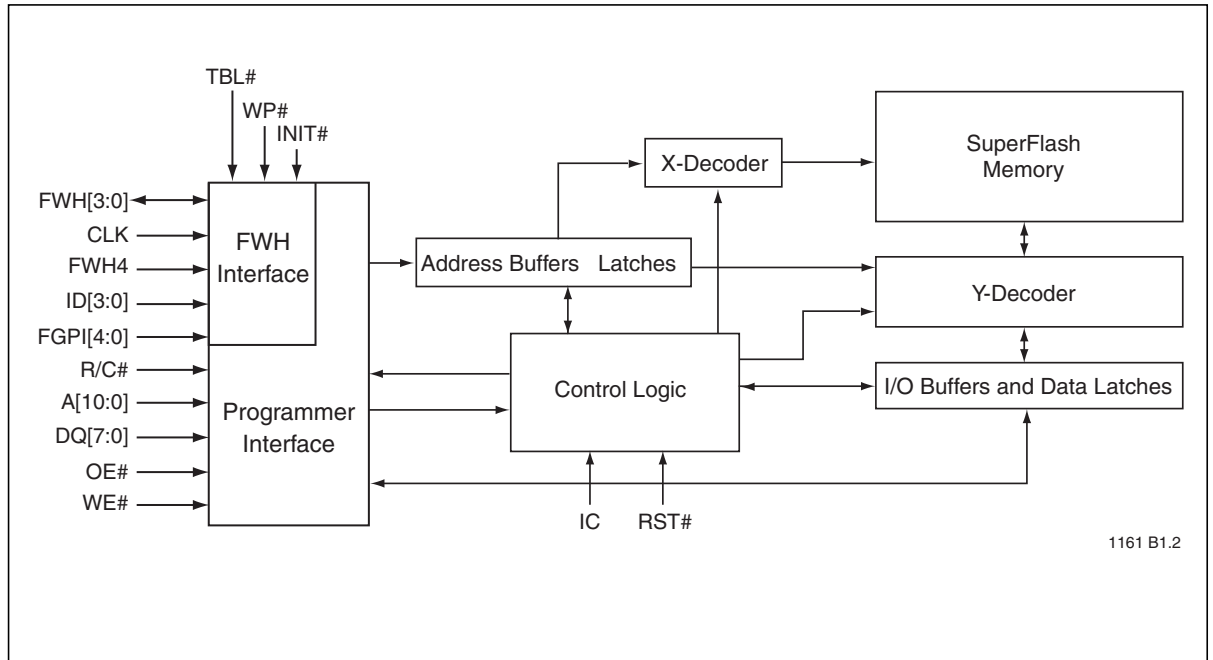 TBL#
WP#
INIT#
FWH[3:0]
CLK
FWH4
ID[3:0]
FGPI[4:0]
R/C#
A[10:0]
DQ[7:0]
OE#
WE#
FWH
Interface
Programmer
Interface
Address Buffers Latches
X-Decoder
SuperFlash
Memory
Y-Decoder
Control Logic
I/O Buffers and Data Latches
IC
RST#
1161 B1.2